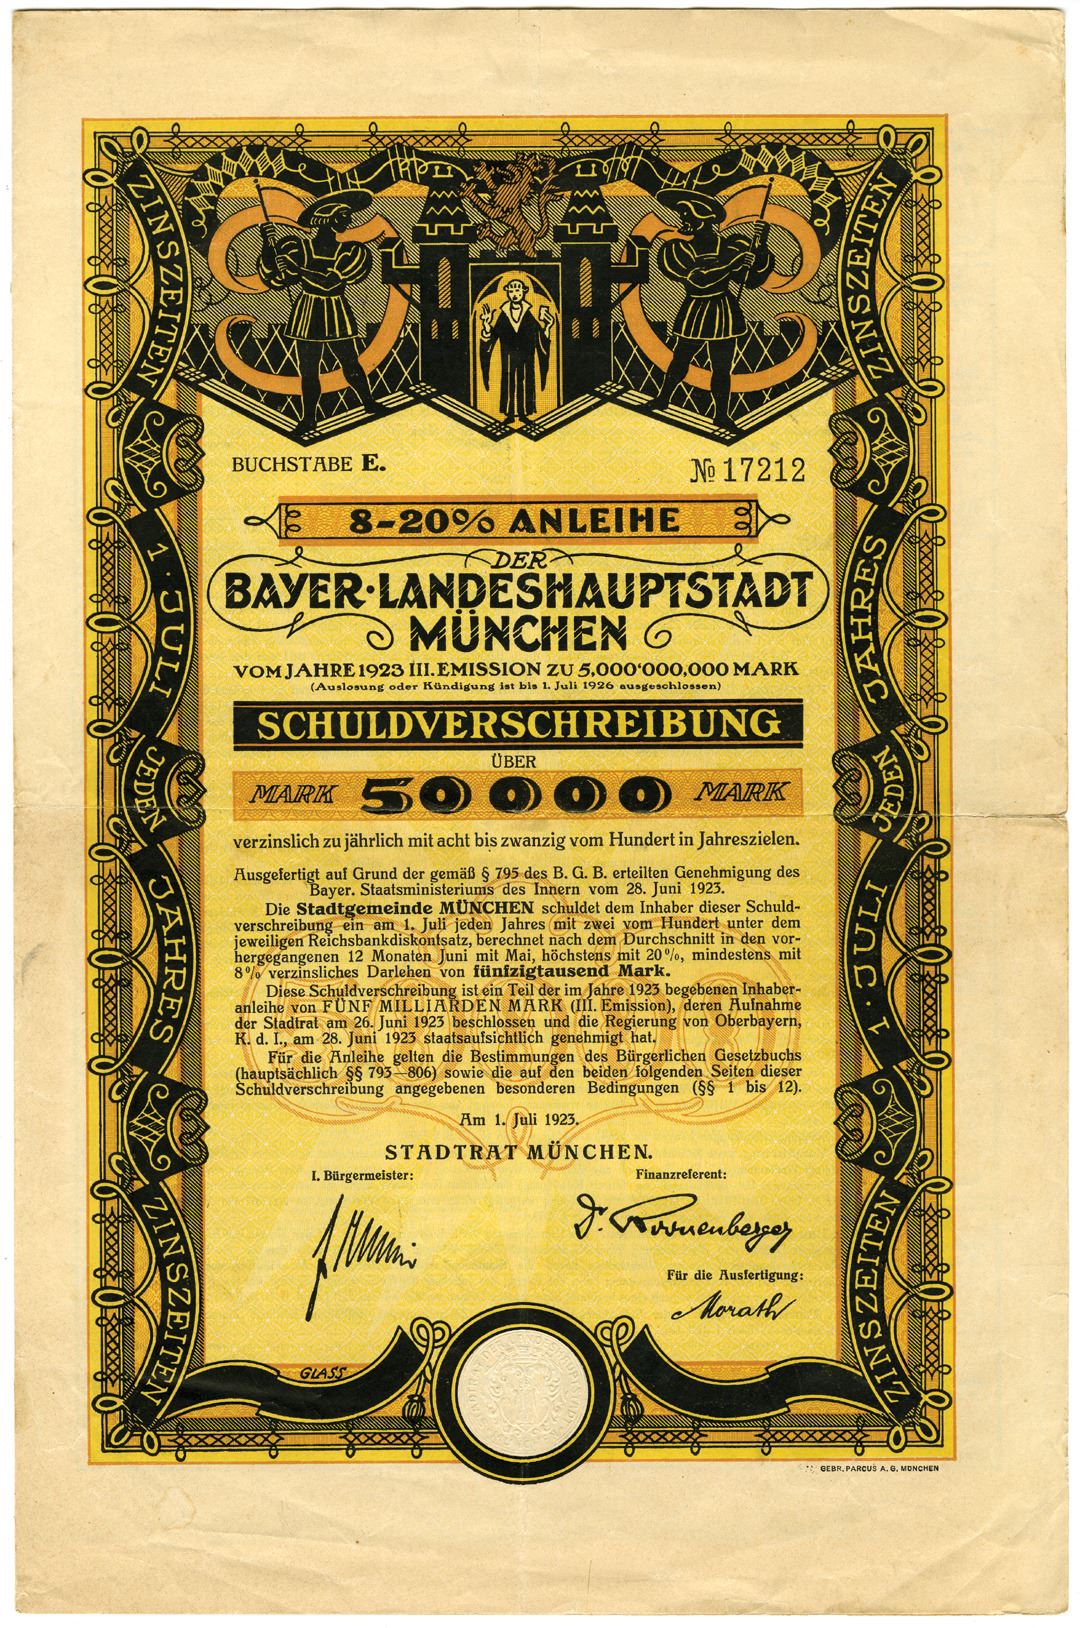 ZINSZEITEN
1. JULI
JEDEN
JAHRES
ZINSZEITEN
ZINSZEITEN
JAHRES
JEDEN
1. JULI
ZINSZEITEN
BUCHSTABE E.
№ 17212
8-20% ANLEIHE
DER
BAYER·LANDESHAUPTSTADT
MÜNCHEN
VOM JAHRE 1923 III. EMISSION ZU 5,000'000,000 MARK
(Auslosung oder Kündigung ist bis 1. Juli 1926 ausgeschlossen)
SCHULDVERSCHREIBUNG
ÜBER
MARK 50000 MARK
verzinslich zu jährlich mit acht bis zwanzig vom Hundert in Jahreszielen.
Ausgefertigt auf Grund der gemäß § 795 des B. G. B. erteilten Genehmigung des
Bayer. Staatsministeriums des Innern vom 28. Juni 1923.
Die Stadtgemeinde MÜNCHEN schuldet dem Inhaber dieser Schuld-
verschreibung ein am 1. Juli jeden Jahres mit zwei vom Hundert unter dem
jeweiligen Reichsbankdiskontsatz, berechnet nach dem Durchschnitt in den vor-
hergegangenen 12 Monaten Juni mit Mai, höchstens mit 20%, mindestens mit
8% verzinsliches Darlehen von fünfzigtausend Mark.
Diese Schuldverschreibung ist ein Teil der im Jahre 1923 begebenen Inhaber-
anleihe von FÜNF MILLIARDEN MARK (III. Emission), deren Aufnahme
der Stadtrat am 26. Juni 1923 beschlossen und die Regierung von Oberbayern,
K. d. I., am 28. Juni 1923 staatsaufsichtlich genehmigt hat.
Für die Anleihe gelten die Bestimmungen des Bürgerlichen Gesetzbuchs
(hauptsächlich §§ 793—806) sowie die auf den beiden folgenden Seiten dieser
Schuldverschreibung angegebenen besonderen Bedingungen (§§ 1 bis 12).
Am 1. Juli 1923.
STADTRAT MÜNCHEN.
I. Bürgermeister:
Finanzreferent:
Dr.
Für die Ausfertigung:
Morath
GLASS
GEBR. PARCUS A. G. MÜNCHEN